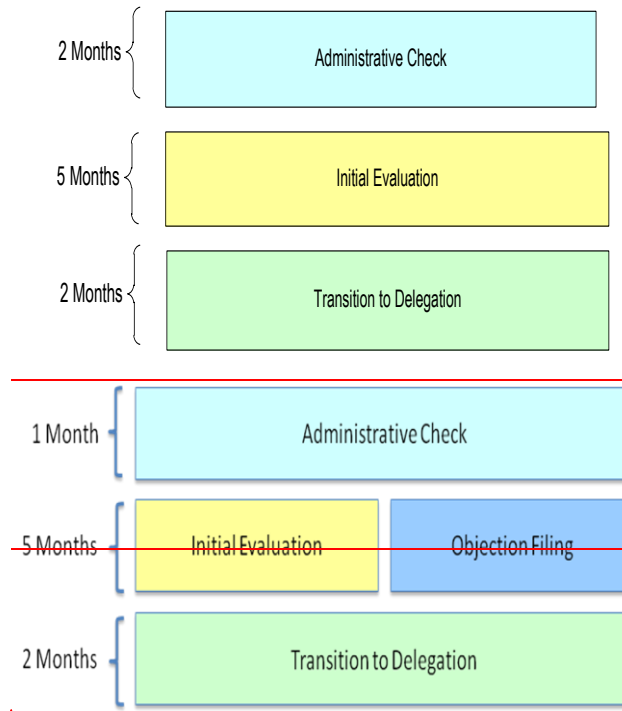 2 Months
Administrative Check
5 Months
Initial Evaluation
2 Months
Transition to Delegation
1 Month
Administrative Check
5 Months
Initial Evaluation
Objection Filing
2 Months
Transition to Delegation